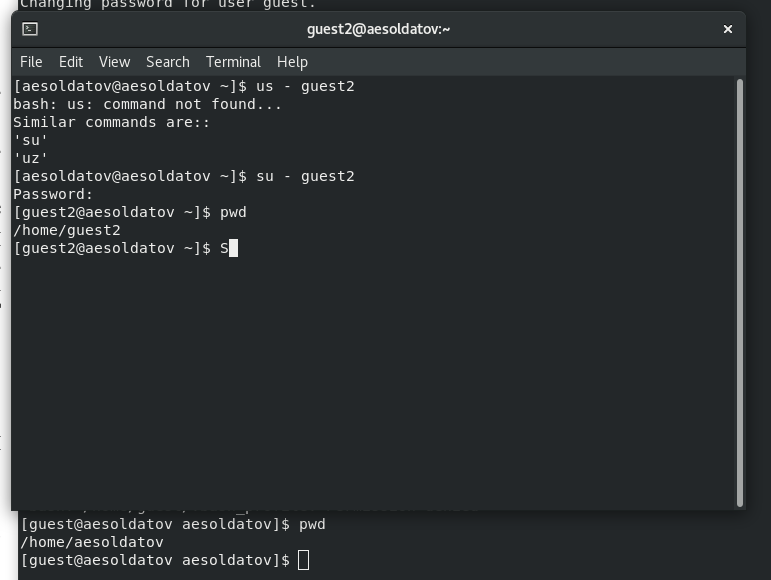 Changing password for user guest.
guest2@aesoldatov:~
File Edit View Search Terminal Help
[aesoldatov@aesoldatov ~]$ us - guest2
bash: us: command not found...
Similar commands are::
'su'
'uz'
[aesoldatov@aesoldatov ~]$ su - guest2
Password:
[guest2@aesoldatov ~]$ pwd
/home/guest2
[guest2@aesoldatov ~]$ S
[guest@aesoldatov aesoldatov]$ pwd
/home/aesoldatov
[guest@aesoldatov aesoldatov]$